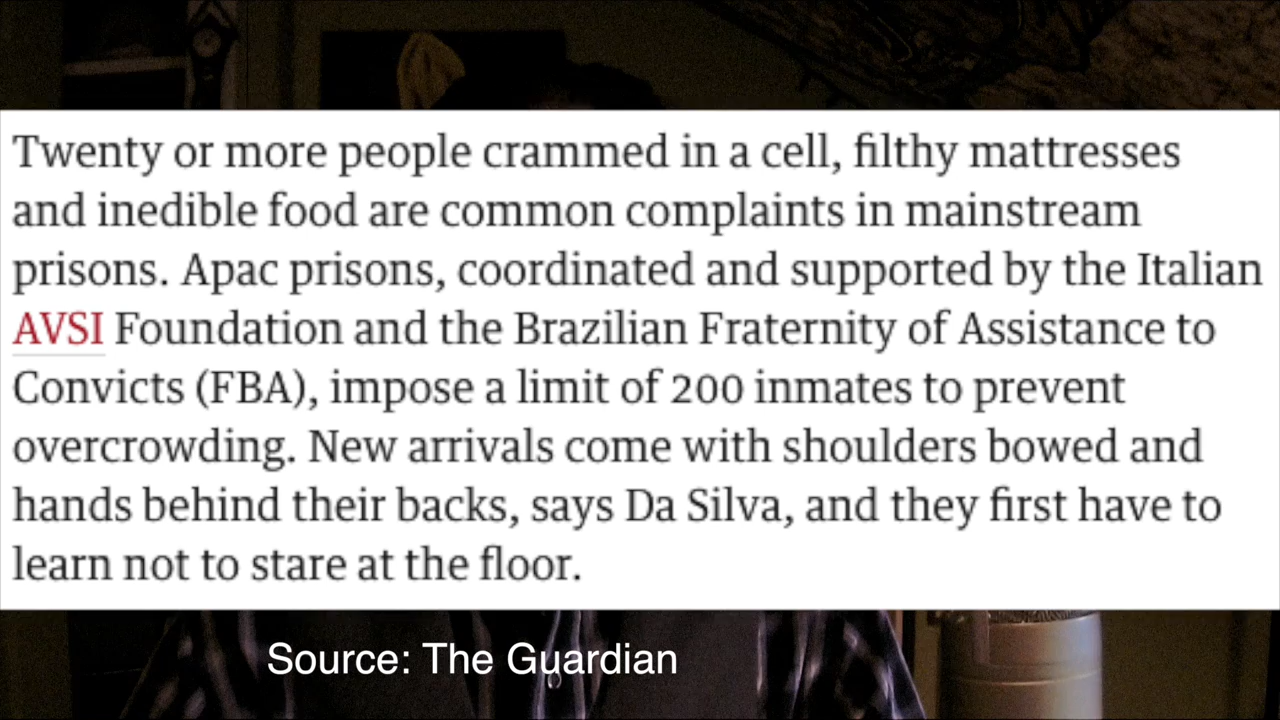 Twenty or more people crammed in a cell, filthy mattresses
and inedible food are common complaints in mainstream
prisons. Apac prisons, coordinated and supported by the Italian
AVSI Foundation and the Brazilian Fraternity of Assistance to
Convicts (FBA), impose a limit of 200 inmates to prevent
overcrowding. New arrivals come with shoulders bowed and
hands behind their backs, says Da Silva, and they first have to
learn not to stare at the floor.
Source: The Guardian